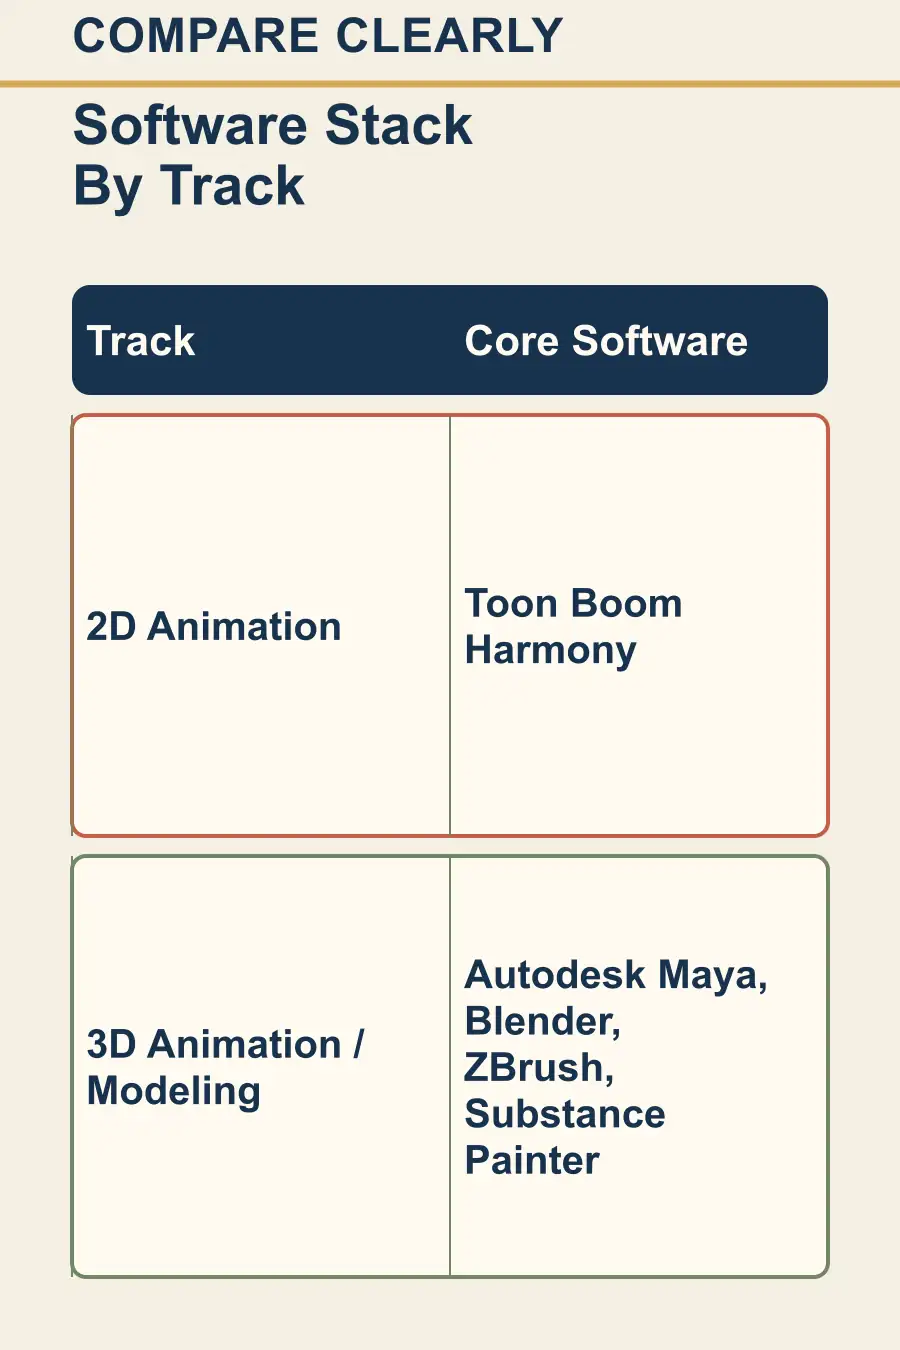 COMPARE CLEARLY
Software Stack
By Track
Track
Core Software
2D Animation
Toon Boom
Harmony
3D Animation /
Modeling
Autodesk Maya,
Blender,
ZBrush,
Substance
Painter